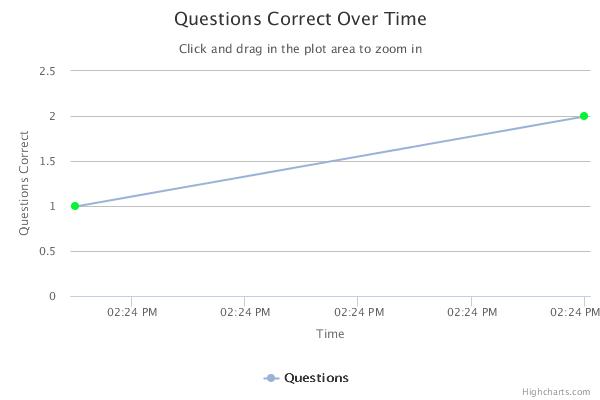 Questions Correct Over Time
Click and drag in the plot area to zoom in
Questions Correct
2.5
2
1.5
1
0.5
0
02:24 PM 02:24 PM 02:24 PM 02:24 PM 02:24 PM
Time
Questions
Highcharts.com